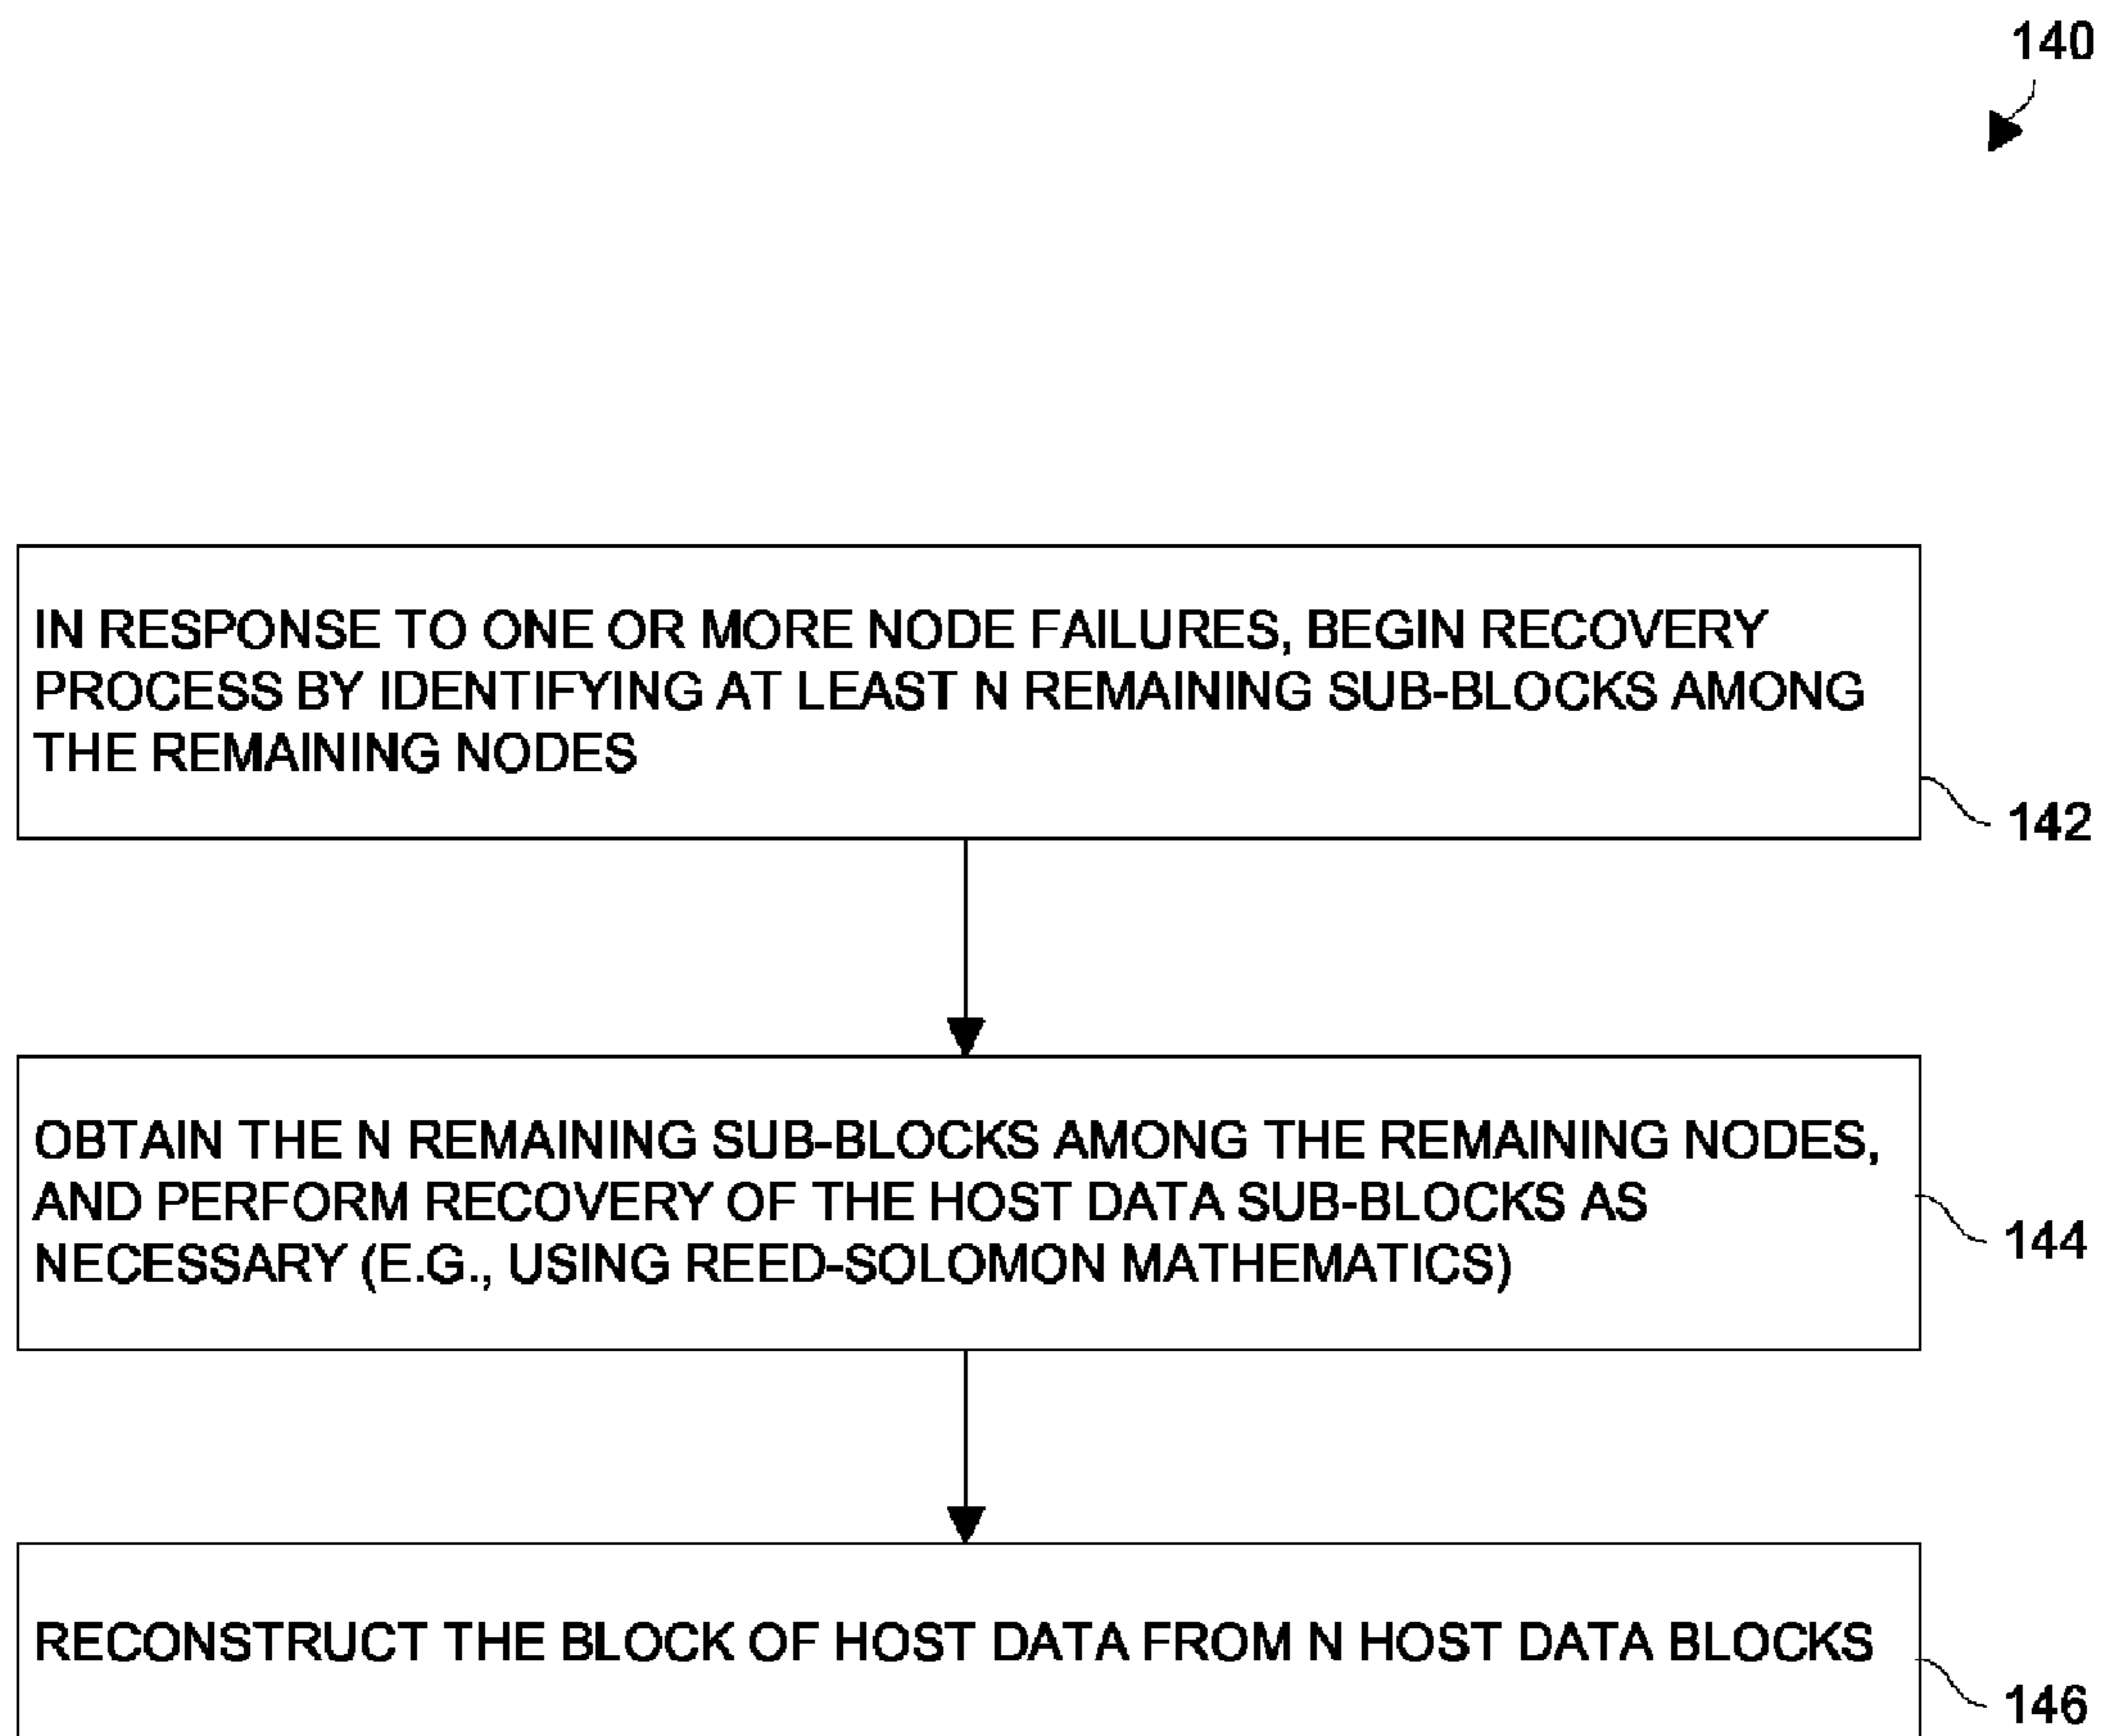 140
IN RESPONSE TO ONE OR MORE NODE FAILURES, BEGIN RECOVERY
PROCESS BY IDENTIFYING AT LEAST N REMAINING SUB-BLOCKS AMONG
THE REMAINING NODES
142
OBTAIN THE N REMAINING SUB-BLOCKS AMONG THE REMAINING NODES,
AND PERFORM RECOVERY OF THE HOST DATA SUB-BLOCKS AS
NECESSARY (E.G., USING REED-SOLOMON MATHEMATICS)
144
RECONSTRUCT THE BLOCK OF HOST DATA FROM N HOST DATA BLOCKS
146